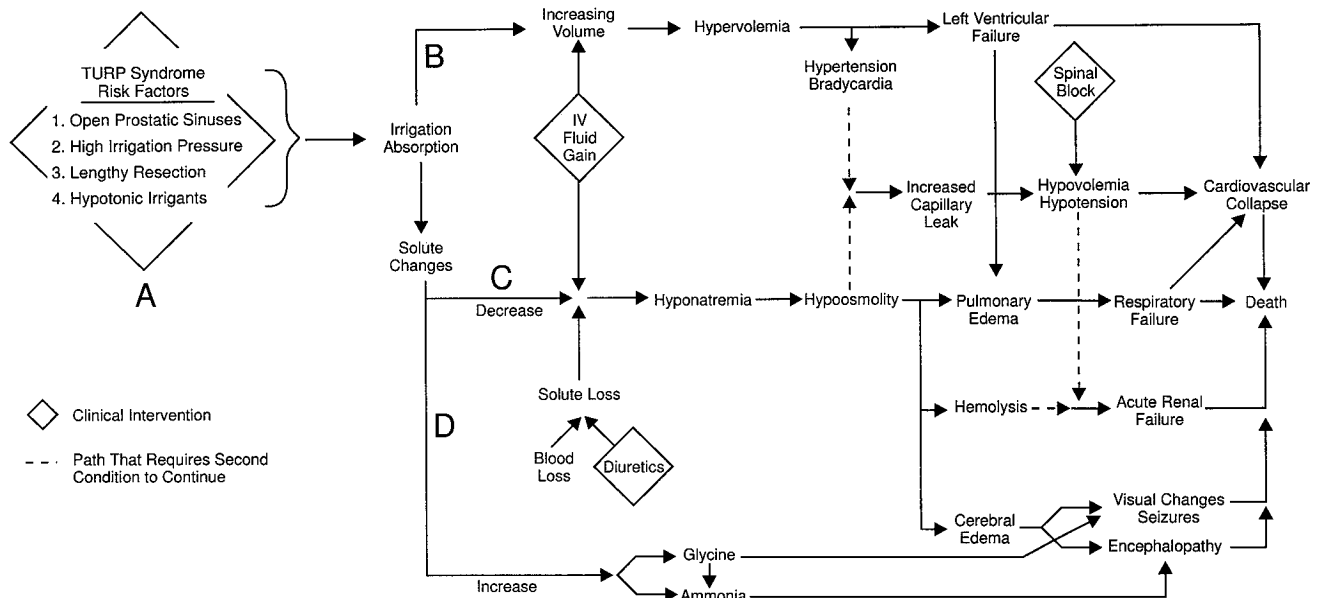 TURP Syndrome
Risk Factors
1. Open Prostatic Sinuses
2. High Irrigation Pressure
3. Lengthy Resection
4. Hypotonic Irrigants
A
Clinical Intervention
Path That Requires Second
Condition to Continue
Irrigation
Absorption
Solute
Changes
B
Increasing
Volume
Hypervolemia
Left Ventricular
Failure
Hypertension
Bradycardia
Spinal
Block
IV
Fluid
Gain
Increased
Capillary
Leak
Hypovolemia
Hypotension
Cardiovascular
Collapse
C
Decrease
Hyponatremia
Hypoosmolity
Pulmonary
Edema
Respiratory
Failure
Death
Solute Loss
Blood
Loss
Diuretics
Hemolysis
Acute Renal
Failure
D
Cerebral
Edema
Visual Changes
Seizures
Encephalopathy
Increase
Glycine
Ammonia